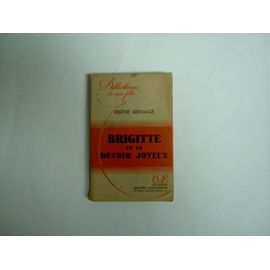 Bibliothèque
de ma fille
BERTHE BERNAGE
BRIGITTE
ET LE
DEVOIR JOYEUX